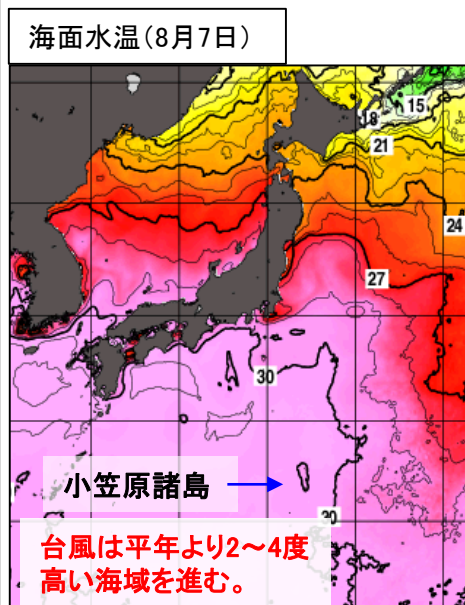 海面水温(8月7日)
15
18
21
24
27
30
小笠原諸島
30
台風は平年より2～4度
高い海域を進む。